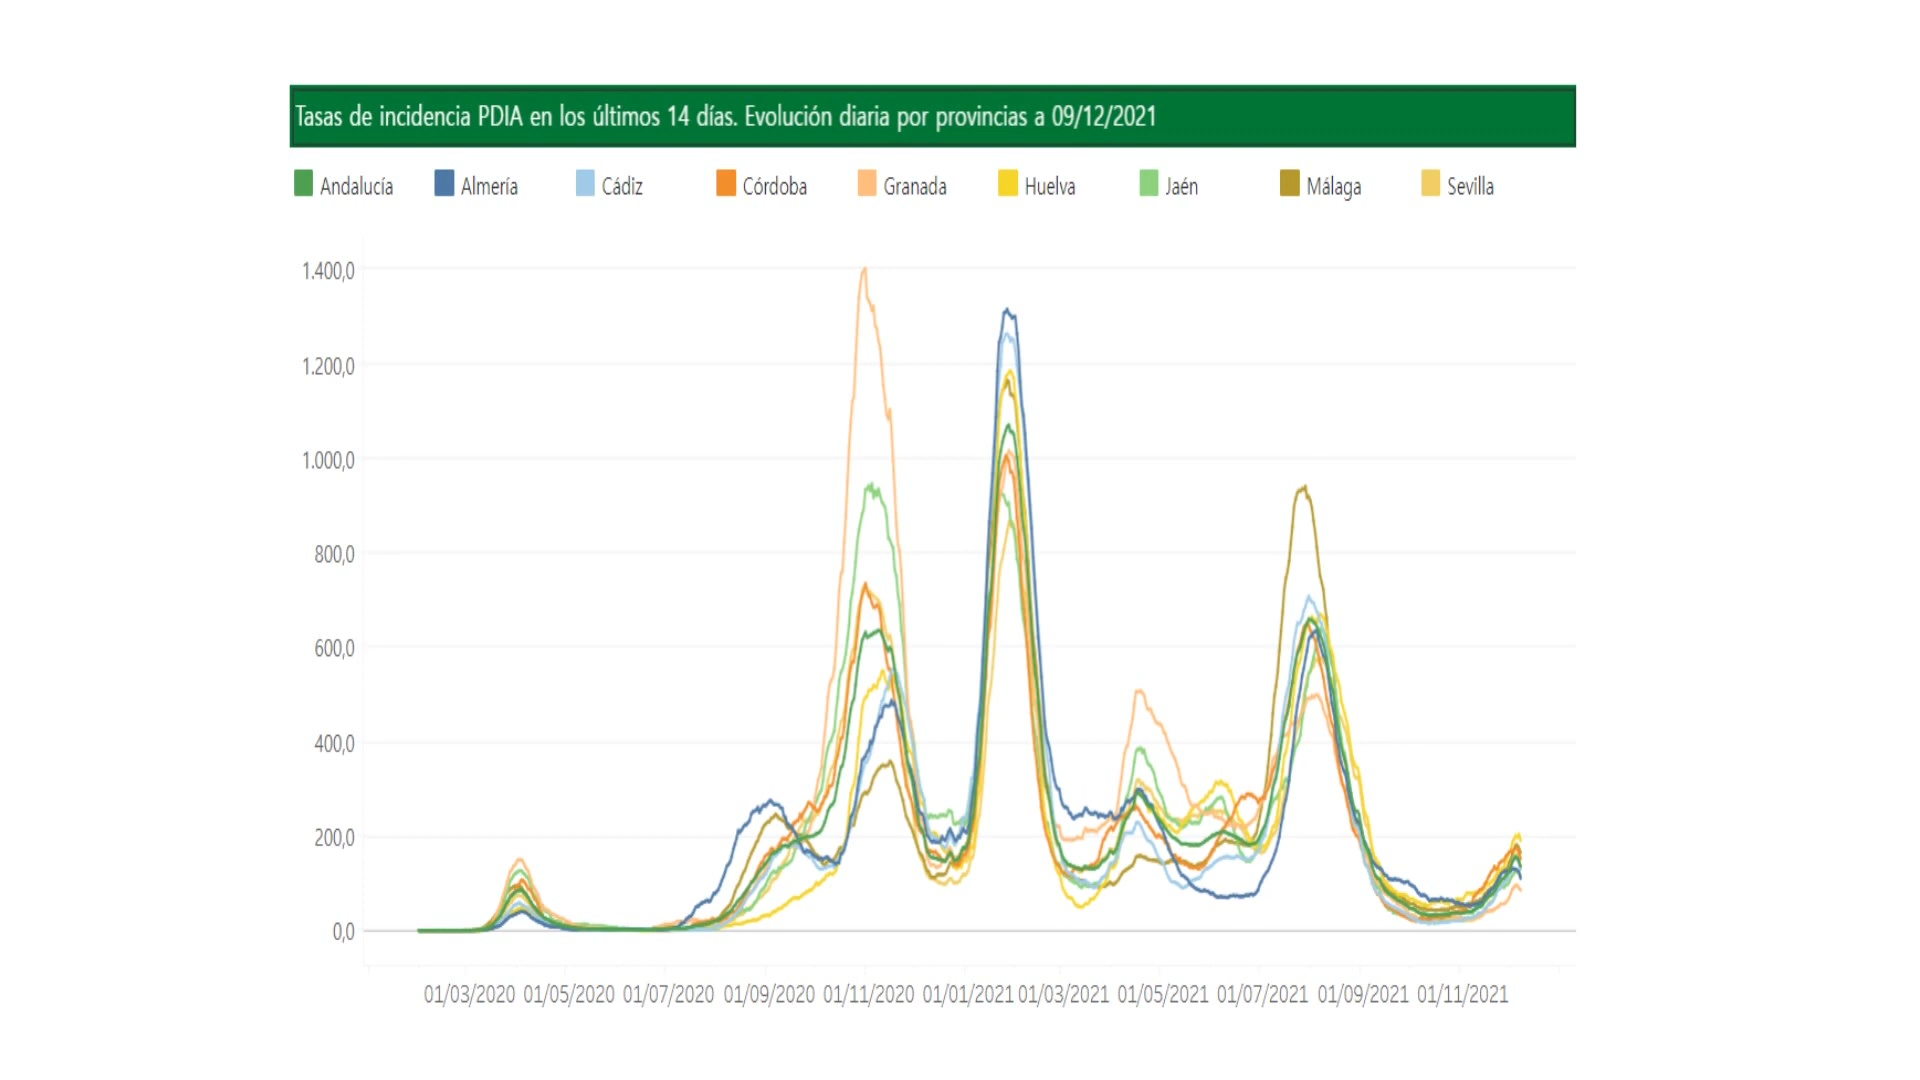 Tasas de incidencia PDIA en los últimos 14 días. Evolución diaria por provincias a 09/12/2021
Andalucía Almería Cádiz Córdoba Granada Huelva Jaén Málaga Sevilla
1.400,0
1.200,0
1.000,0
800,0
600,0
400,0
200,0
0,0
01/03/2020 01/05/2020 01/07/2020 01/09/2020 01/11/2020 01/01/2021 01/03/2021 01/05/2021 01/07/2021 01/09/2021 01/11/2021